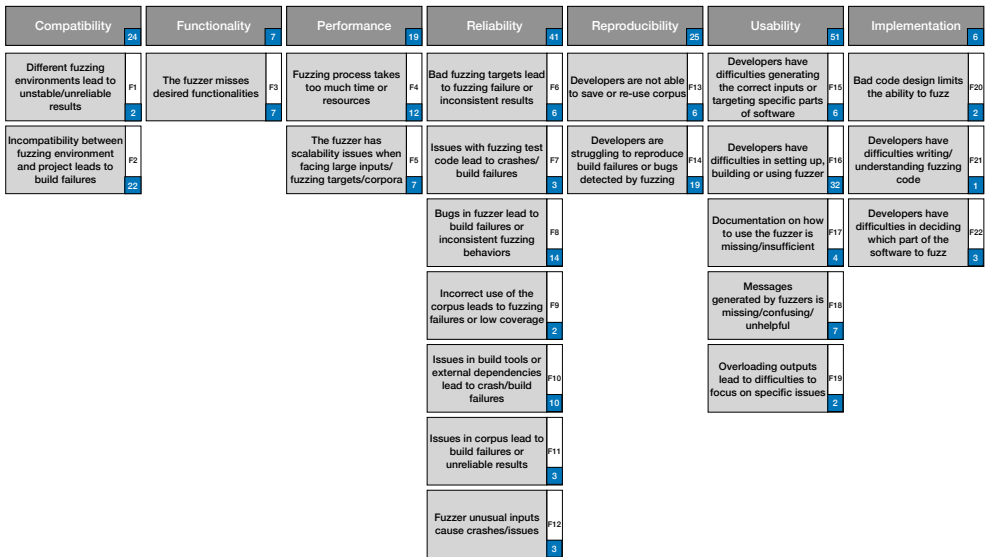 Compatibility
24
Different fuzzing
environments lead to
unstable/unreliable
results
F1
2
Incompatibility between
fuzzing environment
and project leads to
build failures
F2
22
Functionality
7
The fuzzer misses
desired functionalities
F3
7
Performance
19
Fuzzing process takes
too much time or
resources
F4
12
The fuzzer has
scalability issues when
facing large inputs/
fuzzing targets/corpora
F5
7
Reliability
41
Bad fuzzing targets lead
to fuzzing failure or
inconsistent results
F6
6
Issues with fuzzing test
code lead to crashes/
build failures
F7
3
Bugs in fuzzer lead to
build failures or
inconsistent fuzzing
behaviors
F8
14
Incorrect use of the
corpus leads to fuzzing
failures or low coverage
F9
2
Issues in build tools or
external dependencies
lead to crash/build
failures
F10
10
Issues in corpus lead to
build failures or
unreliable results
F11
3
Fuzzer unusual inputs
cause crashes/issues
F12
3
Reproducibility
25
Developers are not able
to save or re-use corpus
F13
6
Developers are
struggling to reproduce
build failures or bugs
detected by fuzzing
F14
19
Usability
51
Developers have
difficulties generating
the correct inputs or
targeting specific parts
of software
F15
6
Developers have
difficulties in setting up,
building or using fuzzer
F16
32
Documentation on how
to use the fuzzer is
missing/insufficient
F17
4
Messages
generated by fuzzers is
missing/confusing/
unhelpful
F18
7
Overloading outputs
lead to difficulties to
focus on specific issues
F19
2
Implementation
6
Bad code design limits
the ability to fuzz
F20
2
Developers have
difficulties writing/
understanding fuzzing
code
F21
1
Developers have
difficulties in deciding
which part of the
software to fuzz
F22
3